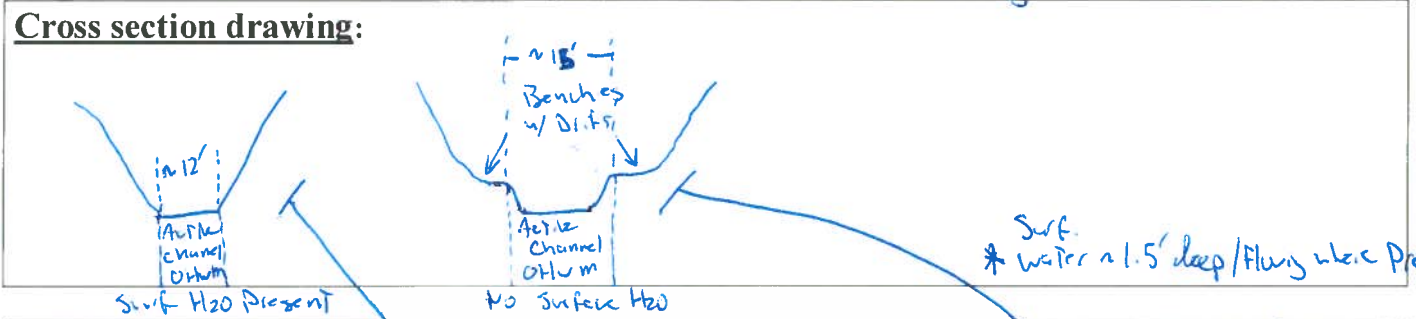 Cross section drawing:
~ 12'
Active
channel
OHWM
Surf H2O Present
Benches
w/ Drifts
Active
Channel
OHWM
No Surface H2O
Surf.
* water ~ 1.5' deep/Flowing where